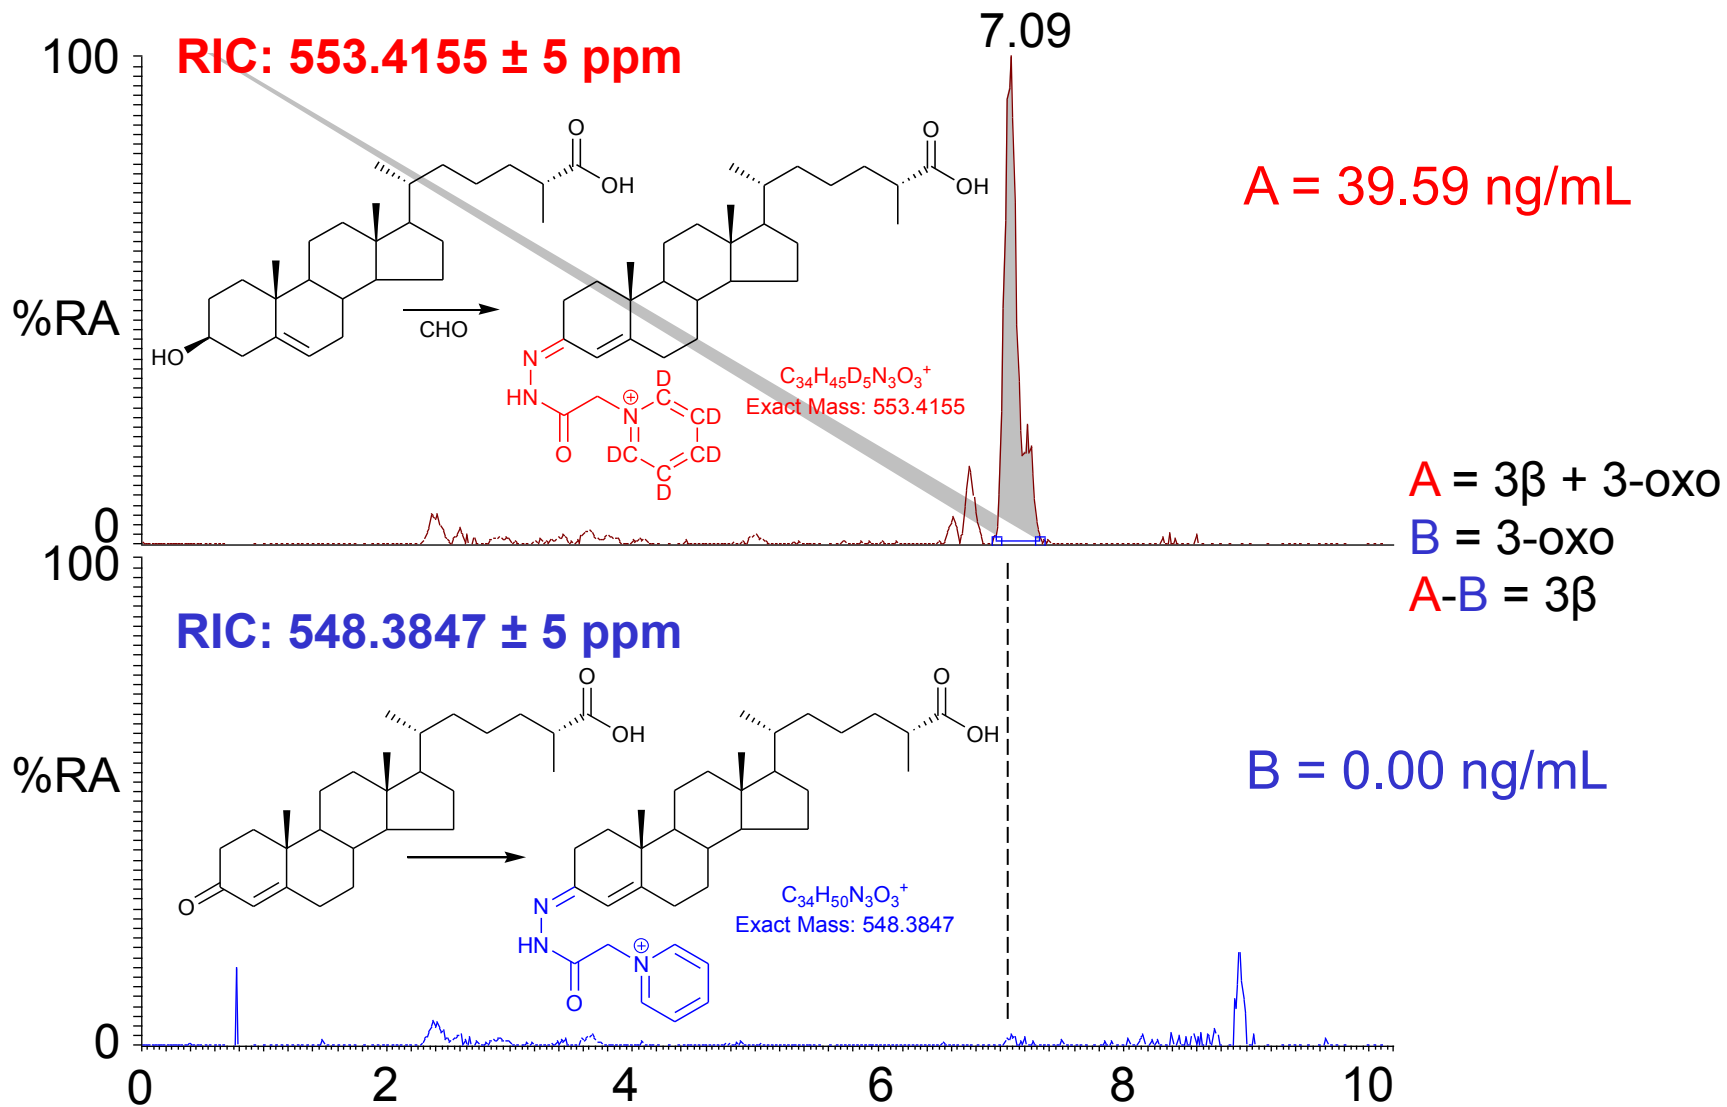 7.09
100
RIC: 553.4155 ± 5 ppm
O
OH
O
OH
A = 39.59 ng/mL
%RA
CHO
HO
N
HN
O
N
⊕
D
CD
CD
C
D
DC
C
C₃₄H₄₅D₅N₃O₃⁺
Exact Mass: 553.4155
A = 3β + 3-oxo
B = 3-oxo
A-B = 3β
0
100
RIC: 548.3847 ± 5 ppm
O
OH
O
OH
B = 0.00 ng/mL
%RA
O
N
HN
O
N
⊕
C₃₄H₅₀N₃O₃⁺
Exact Mass: 548.3847
0
0 2 4 6 8 10